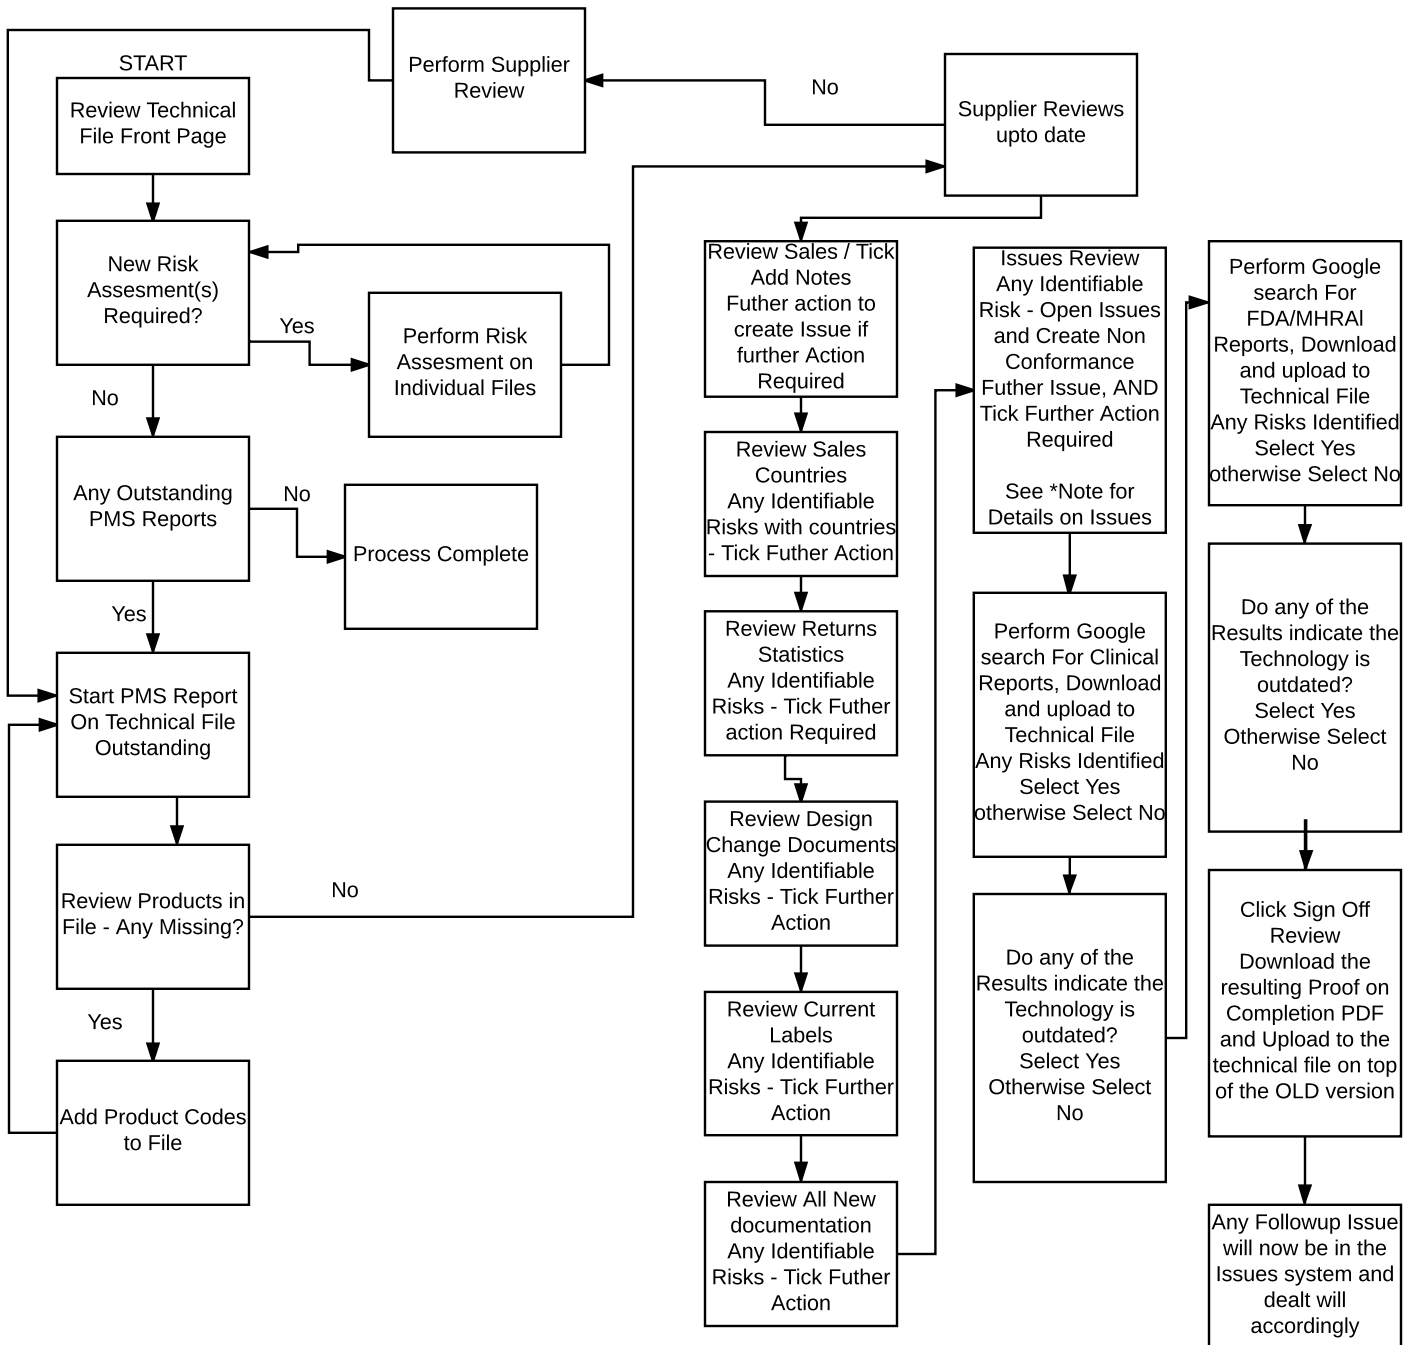 START
Review Technical
File Front Page
New Risk
Assesment(s)
Required?
Yes
Perform Risk
Assesment on
Individual Files
No
Any Outstanding
PMS Reports
No
Process Complete
Yes
Start PMS Report
On Technical File
Outstanding
Review Products in
File - Any Missing?
No
Yes
Add Product Codes
to File
Perform Supplier
Review
No
Supplier Reviews
upto date
Review Sales / Tick
Add Notes
Futher action to
create Issue if
further Action
Required
Review Sales
Countries
Any Identifiable
Risks with countries
- Tick Futher Action
Review Returns
Statistics
Any Identifiable
Risks - Tick Futher
action Required
Review Design
Change Documents
Any Identifiable
Risks - Tick Further
Action
Review Current
Labels
Any Identifiable
Risks - Tick Further
Action
Review All New
documentation
Any Identifiable
Risks - Tick Futher
Action
Issues Review
Any Identifiable
Risk - Open Issues
and Create Non
Conformance
Futher Issue, AND
Tick Further Action
Required
See *Note for
Details on Issues
Perform Google
search For Clinical
Reports, Download
and upload to
Technical File
Any Risks Identified
Select Yes
otherwise Select No
Do any of the
Results indicate the
Technology is
outdated?
Select Yes
Otherwise Select
No
Perform Google
search For
FDA/MHRAl
Reports, Download
and upload to
Technical File
Any Risks Identified
Select Yes
otherwise Select No
Do any of the
Results indicate the
Technology is
outdated?
Select Yes
Otherwise Select
No
Click Sign Off
Review
Download the
resulting Proof on
Completion PDF
and Upload to the
technical file on top
of the OLD version
Any Followup Issue
will now be in the
Issues system and
dealt will
accordingly